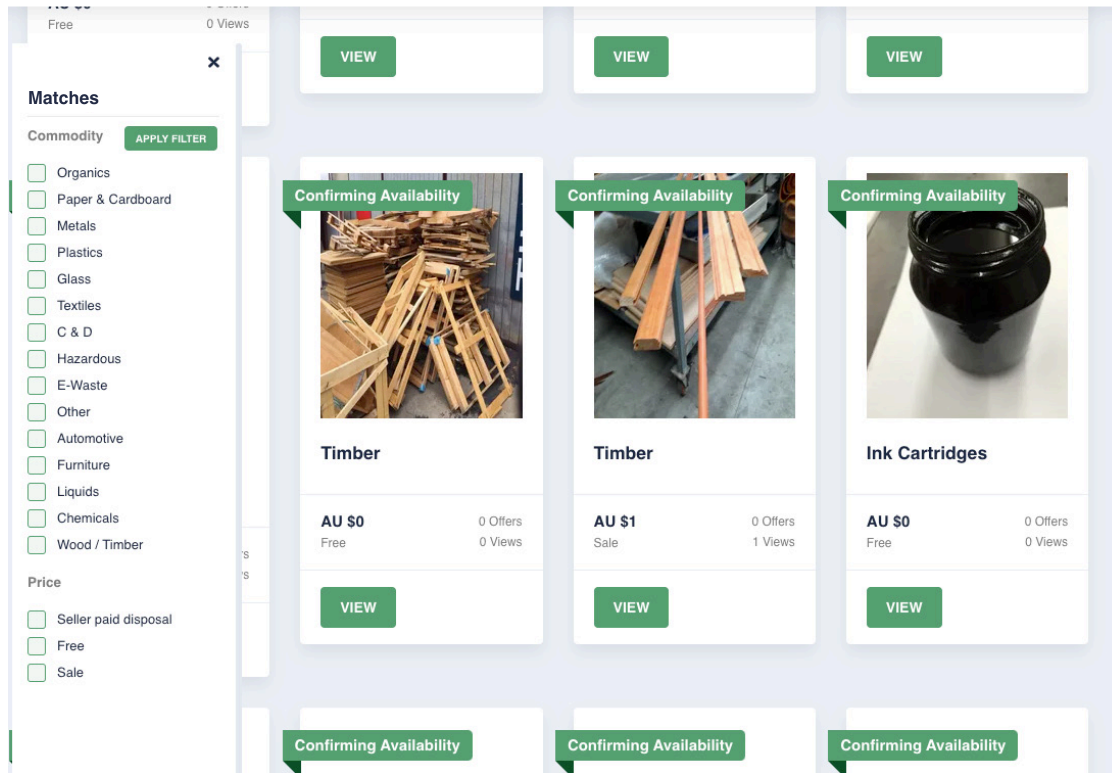 Free
0 Views
VIEW
VIEW
VIEW
Matches
Commodity
APPLY FILTER
Organics
Paper & Cardboard
Metals
Plastics
Glass
Textiles
C & D
Hazardous
E-Waste
Other
Automotive
Furniture
Liquids
Chemicals
Wood / Timber
Price
Seller paid disposal
Free
Sale
Confirming Availability
Timber
AU $0
0 Offers
Free
0 Views
VIEW
Confirming Availability
Timber
AU $1
0 Offers
Sale
1 Views
VIEW
Confirming Availability
Ink Cartridges
AU $0
0 Offers
Free
0 Views
VIEW
Confirming Availability
Confirming Availability
Confirming Availability